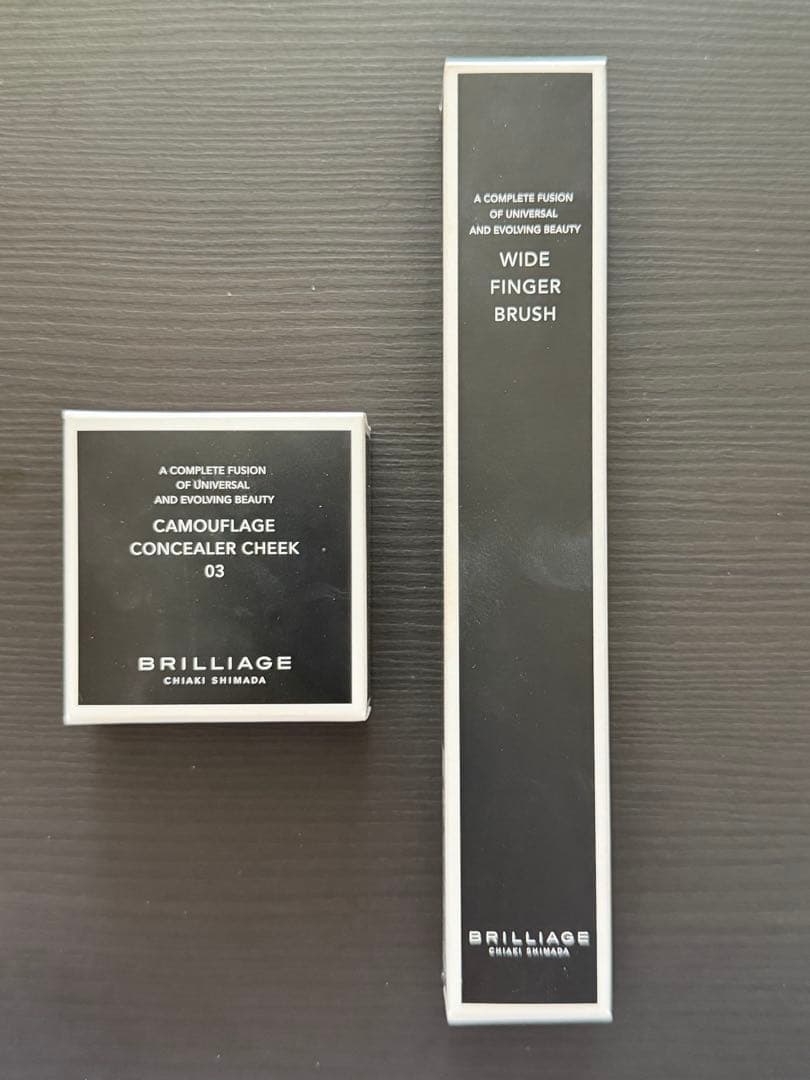 A COMPLETE FUSION
OF UNIVERSAL
AND EVOLVING BEAUTY
CAMOUFLAGE
CONCEALER CHEEK
03
BRILLIAGE
CHIAKI SHIMADA
A COMPLETE FUSION
OF UNIVERSAL
AND EVOLVING BEAUTY
WIDE
FINGER
BRUSH
BRILLIAGE
CHIAKI SHIMADA